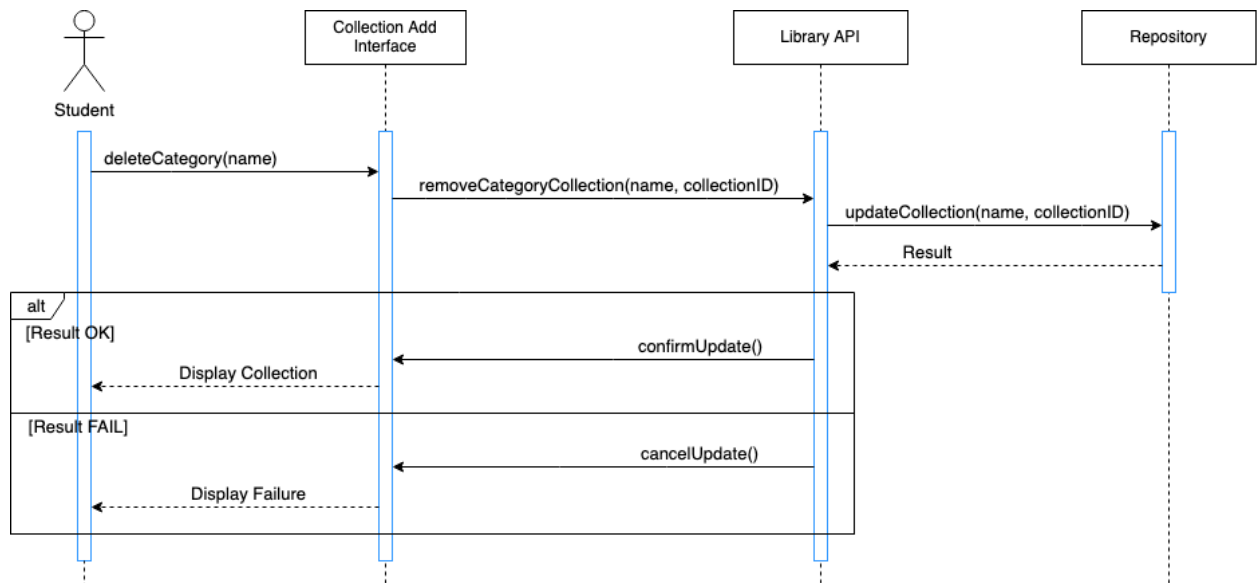 Collection Add
Interface
Library API
Repository
Student
deleteCategory(name)
removeCategoryCollection(name, collectionID)
updateCollection(name, collectionID)
Result
alt
[Result OK]
confirmUpdate()
Display Collection
[Result FAIL]
cancelUpdate()
Display Failure